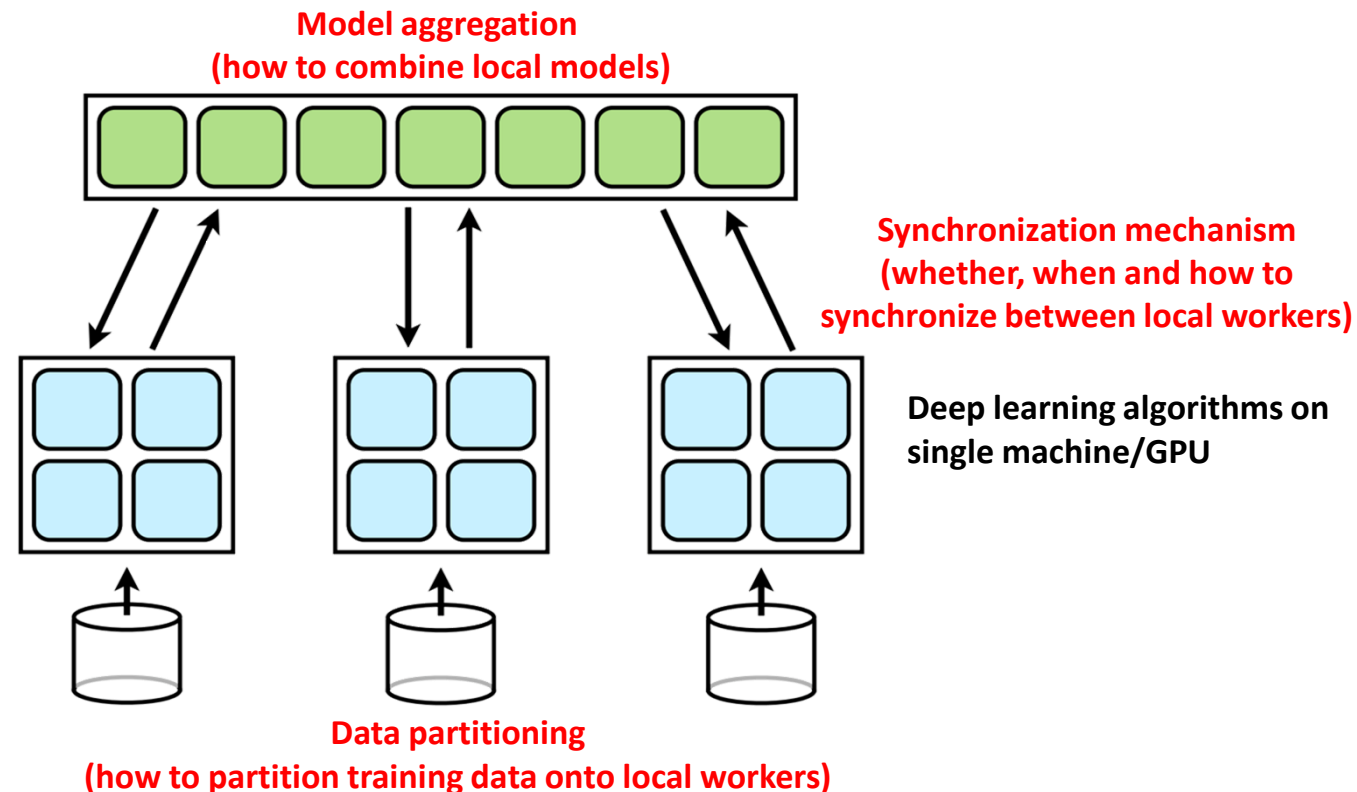 Model aggregation
(how to combine local models)
Synchronization mechanism
(whether, when and how to
synchronize between local workers)
Deep learning algorithms on
single machine/GPU
Data partitioning
(how to partition training data onto local workers)